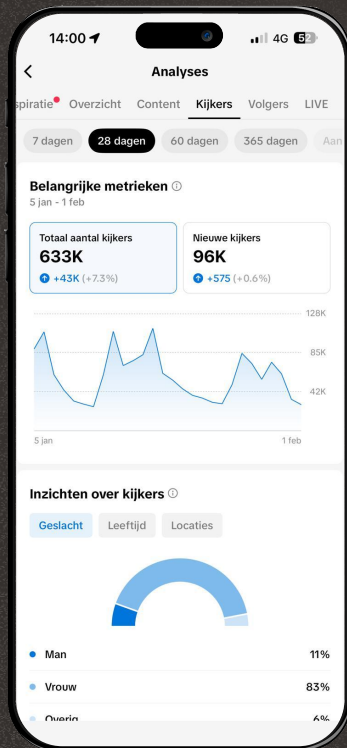 14:00 4G 52
Analyses
spiratie Overzicht Content Kijkers Volgers LIVE
7 dagen 28 dagen 60 dagen 365 dagen Aan
Belangrijke metrieken
5 jan - 1 feb
Totaal aantal kijkers Nieuwe kijkers
633K 96K
+43K (+7.3%) +575 (+0.6%)
128K
85K
42K
5 jan 1 feb
Inzichten over kijkers
Geslacht Leeftijd Locaties
Man 11%
Vrouw 83%
Overig 6%